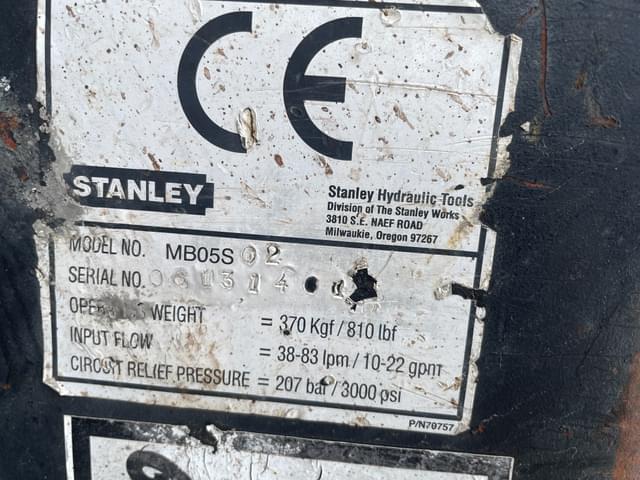 CE
STANLEY
Stanley Hydraulic Tools
Division of The Stanley Works
3810 S.E. NAEF ROAD
Milwaukie, Oregon 97267
MODEL NO. MB05S 02
SERIAL NO.
WEIGHT = 370 Kgf / 810 lbf
INPUT FLOW = 38-83 lpm / 10-22 gpm
CIRCUIT RELIEF PRESSURE = 207 bar / 3000 psi
P/N70757